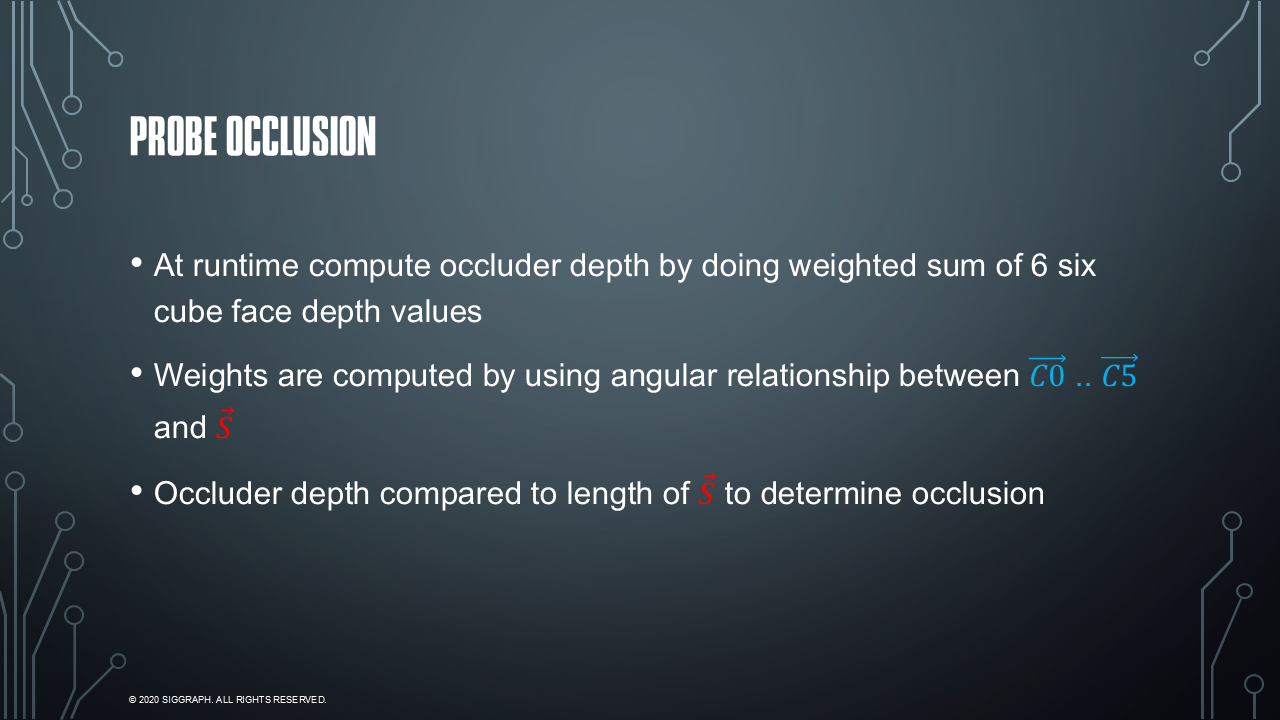 PROBE OCCLUSION
• At runtime compute occluder depth by doing weighted sum of 6 six
cube face depth values
• Weights are computed by using angular relationship between $\overrightarrow{C0}$ .. $\overrightarrow{C5}$
and $\vec{S}$
• Occluder depth compared to length of $\vec{S}$ to determine occlusion
© 2020 SIGGRAPH. ALL RIGHTS RESERVED.